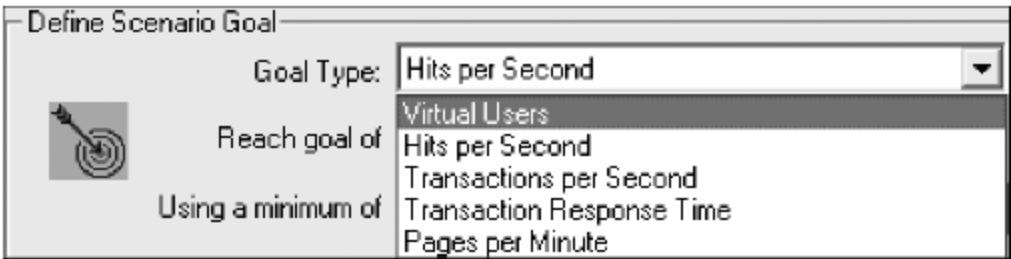 Define Scenario Goal
Goal Type: Hits per Second
Virtual Users
Reach goal of Hits per Second
Transactions per Second
Using a minimum of Transaction Response Time
Pages per Minute